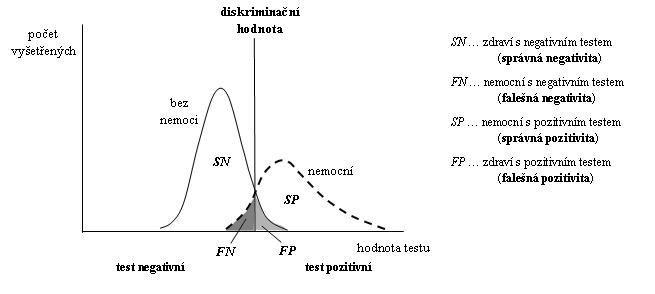 diskriminační
hodnota
počet
vyšetřených
bez
nemoci
SN
nemocní
SP
FN
FP
hodnota testu
test negativní
test pozitivní
SN ... zdraví s negativním testem
(správná negativita)
FN ... nemocní s negativním testem
(falešná negativita)
SP ... nemocní s pozitivním testem
(správná pozitivita)
FP ... zdraví s pozitivním testem
(falešná pozitivita)